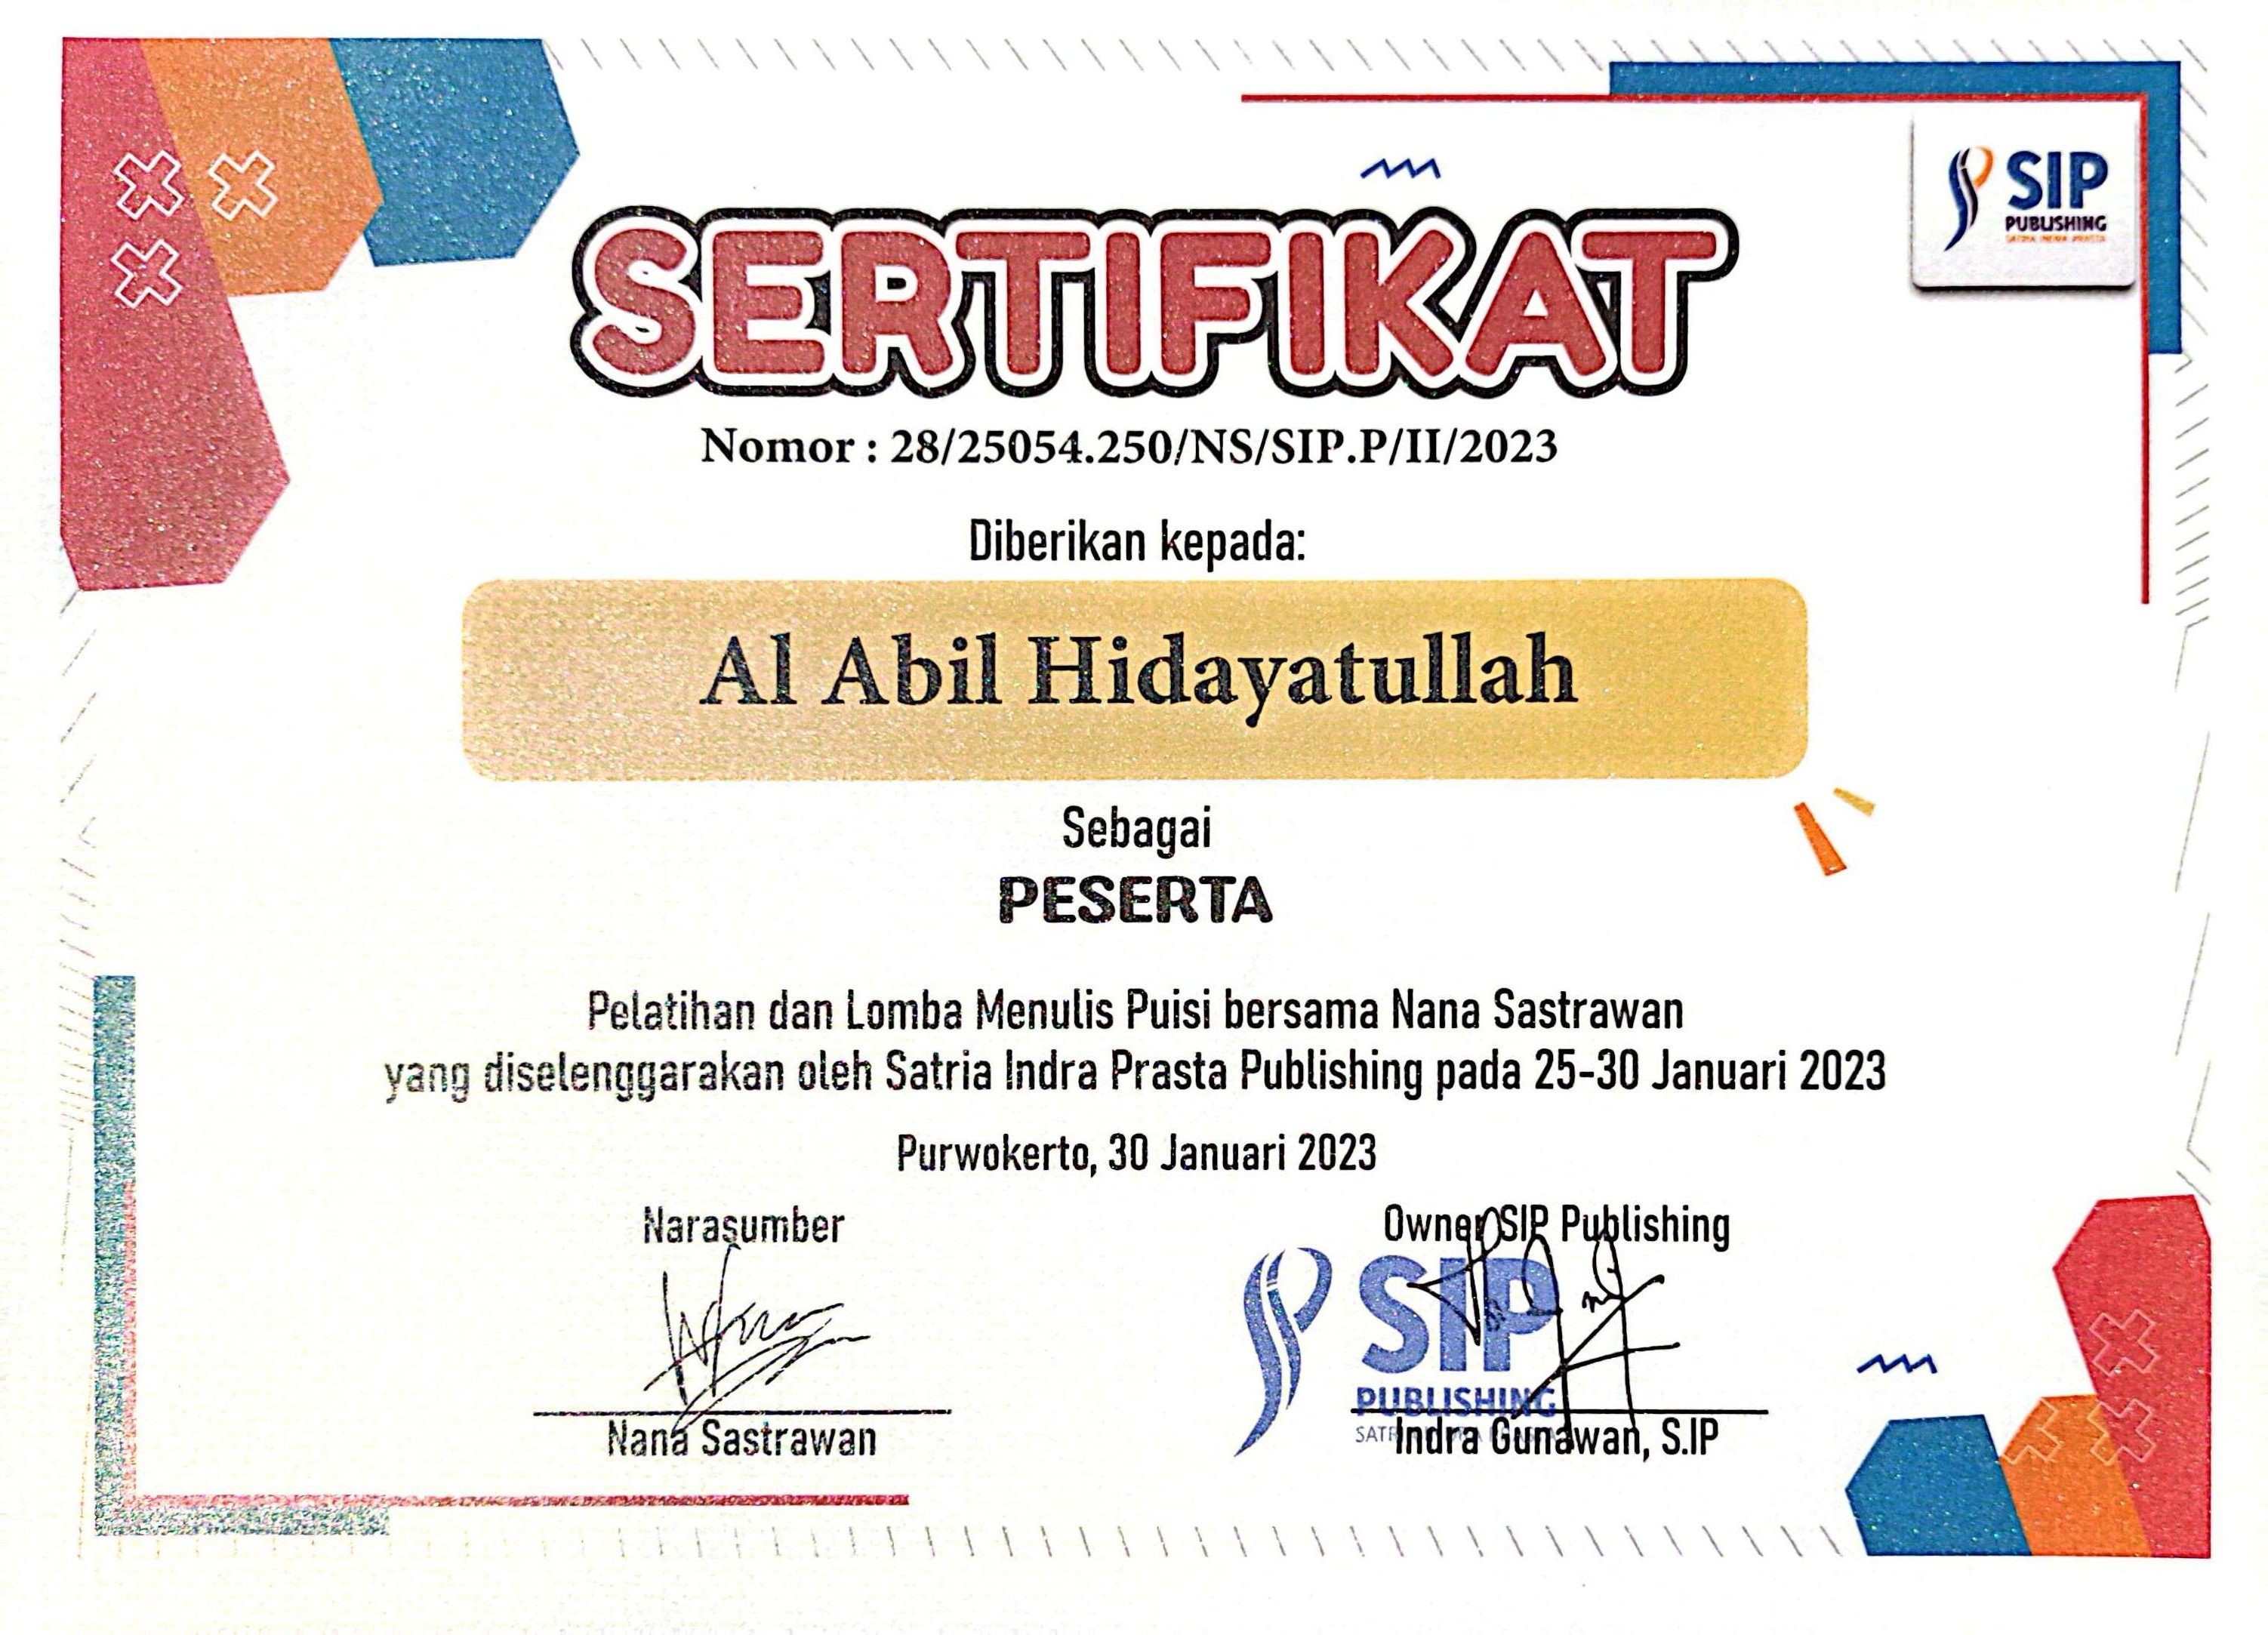 SIP
PUBLISHING
SATRIA INDRA PRASTA
SERTIFIKAT
Nomor : 28/25054.250/NS/SIP.P/II/2023
Diberikan kepada:
Al Abil Hidayatullah
Sebagai
PESERTA
Pelatihan dan Lomba Menulis Puisi bersama Nana Sastrawan
yang diselenggarakan oleh Satria Indra Prasta Publishing pada 25-30 Januari 2023
Purwokerto, 30 Januari 2023
Narasumber
Nana Sastrawan
Owner SIP Publishing
SIP
PUBLISHING
Indra Gunawan, S.IP